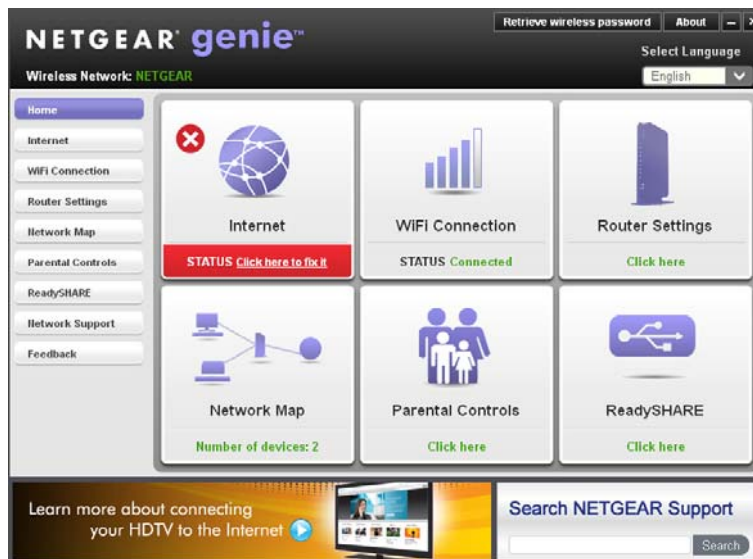 Retrieve wireless password
About
NETGEAR® genie™
Select Language
Wireless Network: NETGEAR
English
Home
Internet
WiFi Connection
Router Settings
Network Map
Parental Controls
ReadySHARE
Network Support
Feedback
Internet
STATUS Click here to fix it
WiFi Connection
STATUS Connected
Router Settings
Click here
Network Map
Number of devices: 2
Parental Controls
Click here
ReadySHARE
Click here
Learn more about connecting
your HDTV to the Internet
Search NETGEAR Support
Search